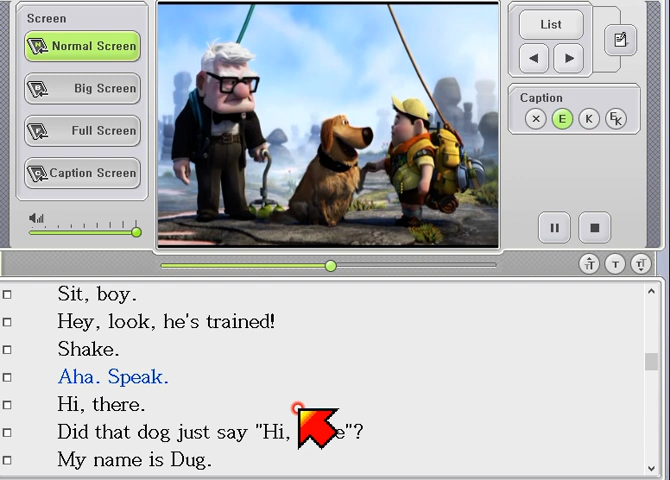 Screen
Normal Screen
Big Screen
Full Screen
Caption Screen
List
Caption
X E K EK
T T T
Sit, boy.
Hey, look, he's trained!
Shake.
Aha. Speak.
Hi, there.
Did that dog just say "Hi, e"?
My name is Dug.